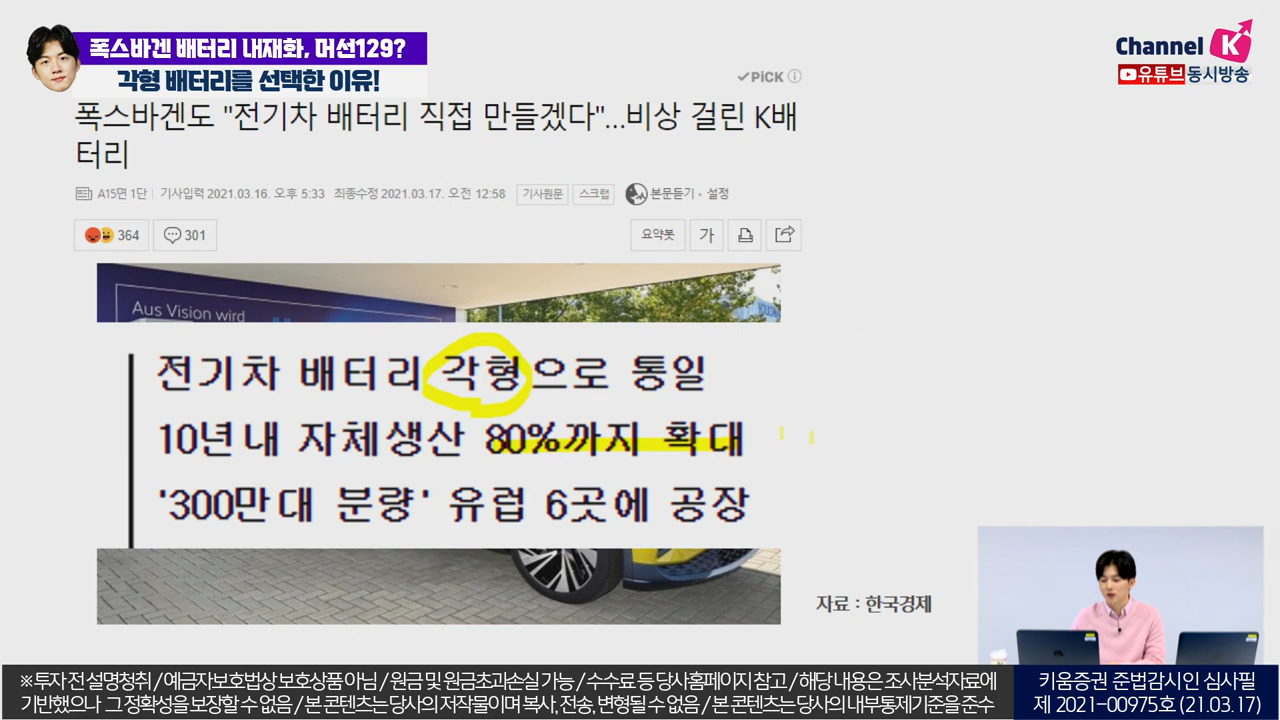 폭스바겐 배터리 내재화, 머선129?
각형 배터리를 선택한 이유!
Channel K
유튜브동시방송
PiCK
폭스바겐도 "전기차 배터리 직접 만들겠다"...비상 걸린 K배
터리
A15면 1단 기사입력 2021.03.16. 오후 5:33 최종수정 2021.03.17. 오전 12:58 기사원문 스크랩 본문듣기 · 설정
364 301 요약봇 가
Aus Vision wird
전기차 배터리 각형으로 통일
10년내 자체생산 80%까지 확대
'300만대 분량' 유럽 6곳에 공장
자료 : 한국경제
※ 투자 전 설명청취 / 예금자보호법상 보호상품 아님 / 원금 및 원금초과손실 가능 / 수수료 등 당사홈페이지 참고 / 해당 내용은 조사분석자료에
기반했으나 그 정확성을 보장할 수 없음 / 본 콘텐츠는 당사의 저작물이며 복사, 전송, 변형될 수 없음 / 본 콘텐츠는 당사의 내부통제기준을 준수
키움증권 준법감시인 심사필
제 2021-00975호 (21.03.17)